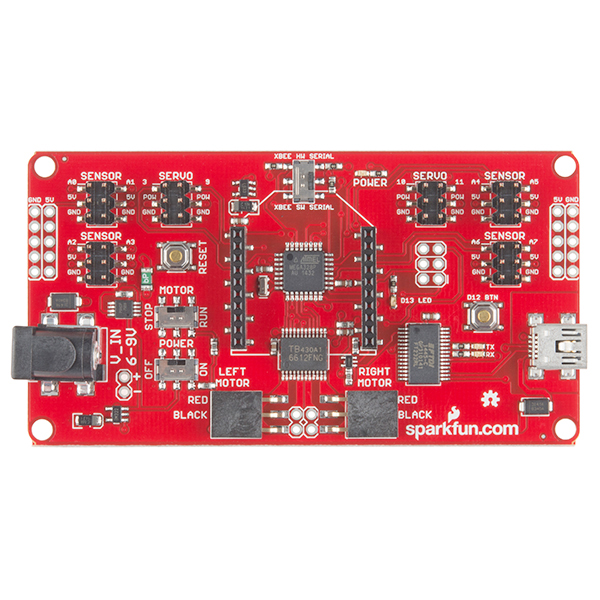 XBEE HW SERIAL
XBEE SW SERIAL
POWER
SENSOR
A0 A1
5V 5V
GND GND
SERVO
3 9
POW POW
GND GND
SERVO
10 11
POW POW
GND GND
SENSOR
A4 A5
5V 5V
GND GND
GND 5V
5V GND
SENSOR
A2 A3
5V 5V
GND GND
SENSOR
A6 A7
5V 5V
GND GND
RESET
MOTOR
STOP
RUN
POWER
OFF
ON
V_IN
6-9V
- +
MEGA328P
AU 1432
D13 LED
D12 BTN
TX
RX
TB430A1
6612FNG
LEFT
MOTOR
RIGHT
MOTOR
RED
BLACK
RED
BLACK
sparkfun.com